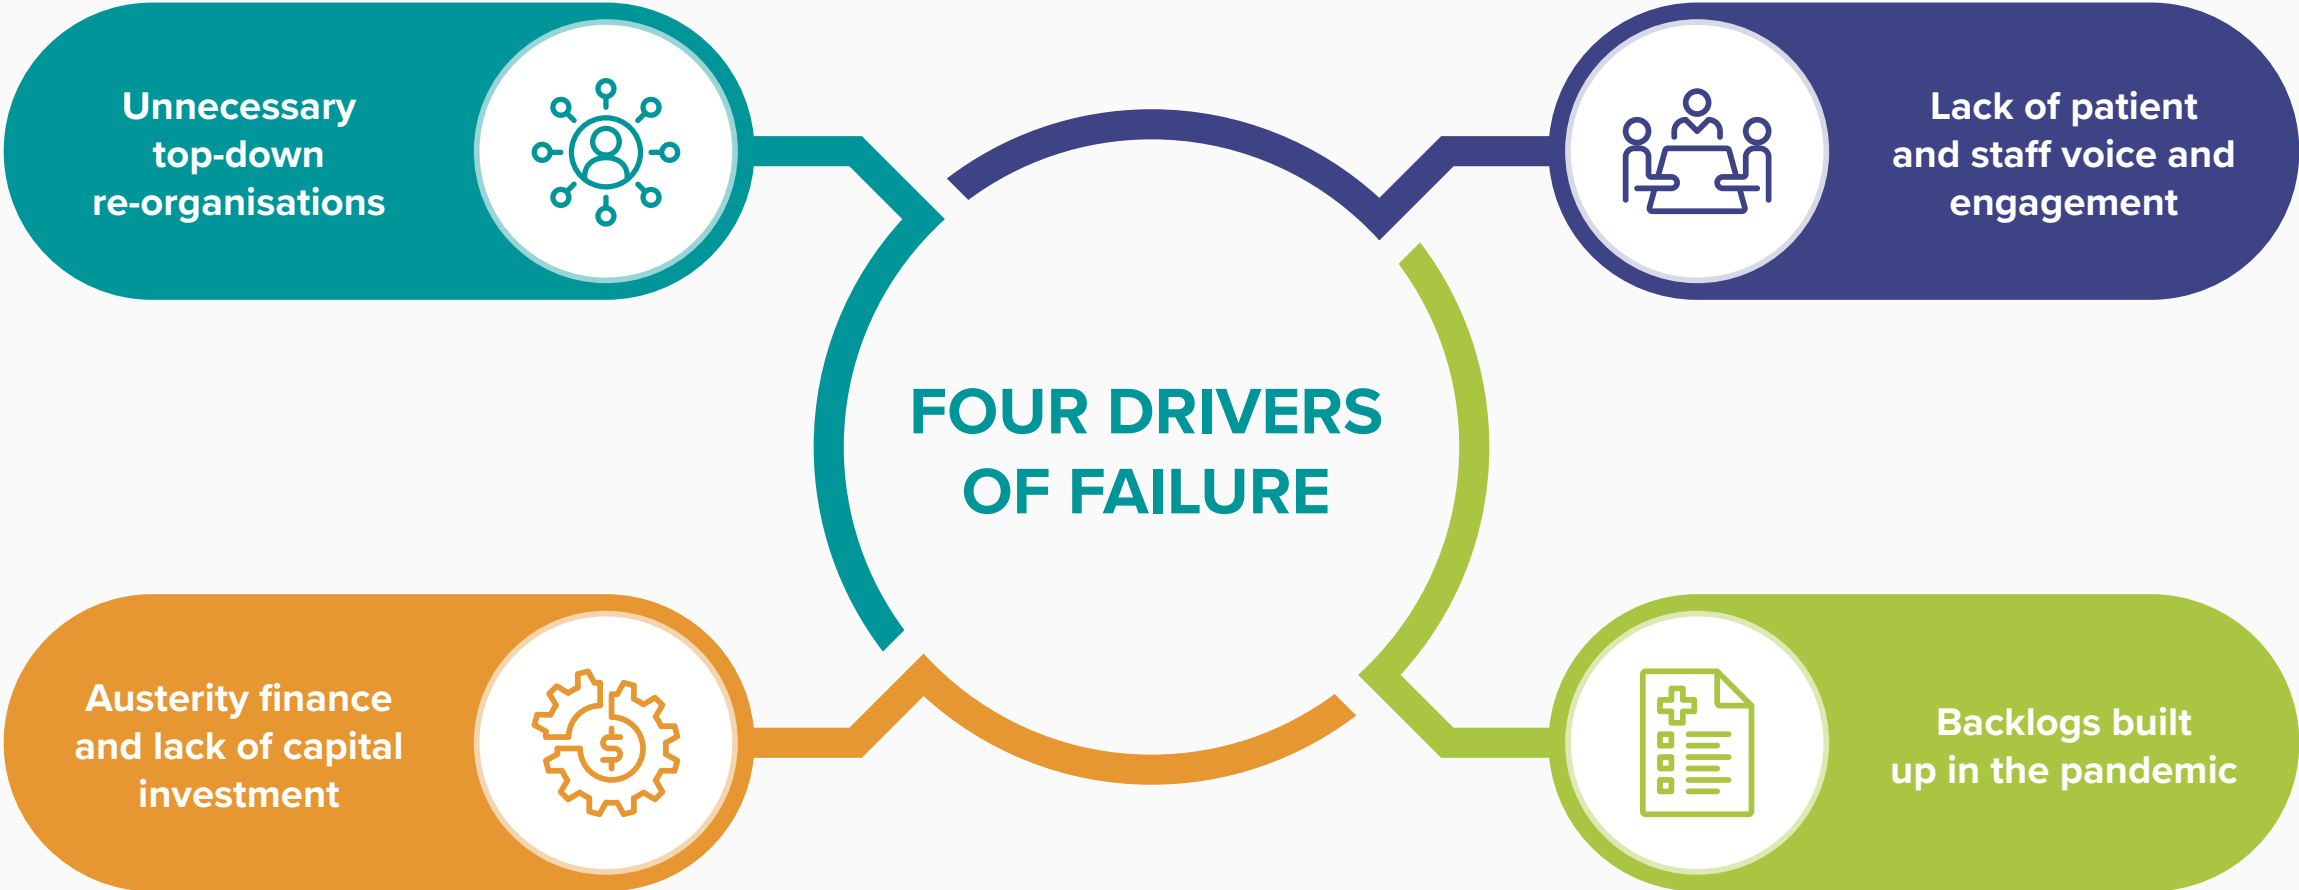 Unnecessary
top-down
re-organisations
Lack of patient
and staff voice and
engagement
FOUR DRIVERS
OF FAILURE
Austerity finance
and lack of capital
investment
$
Backlogs built
up in the pandemic